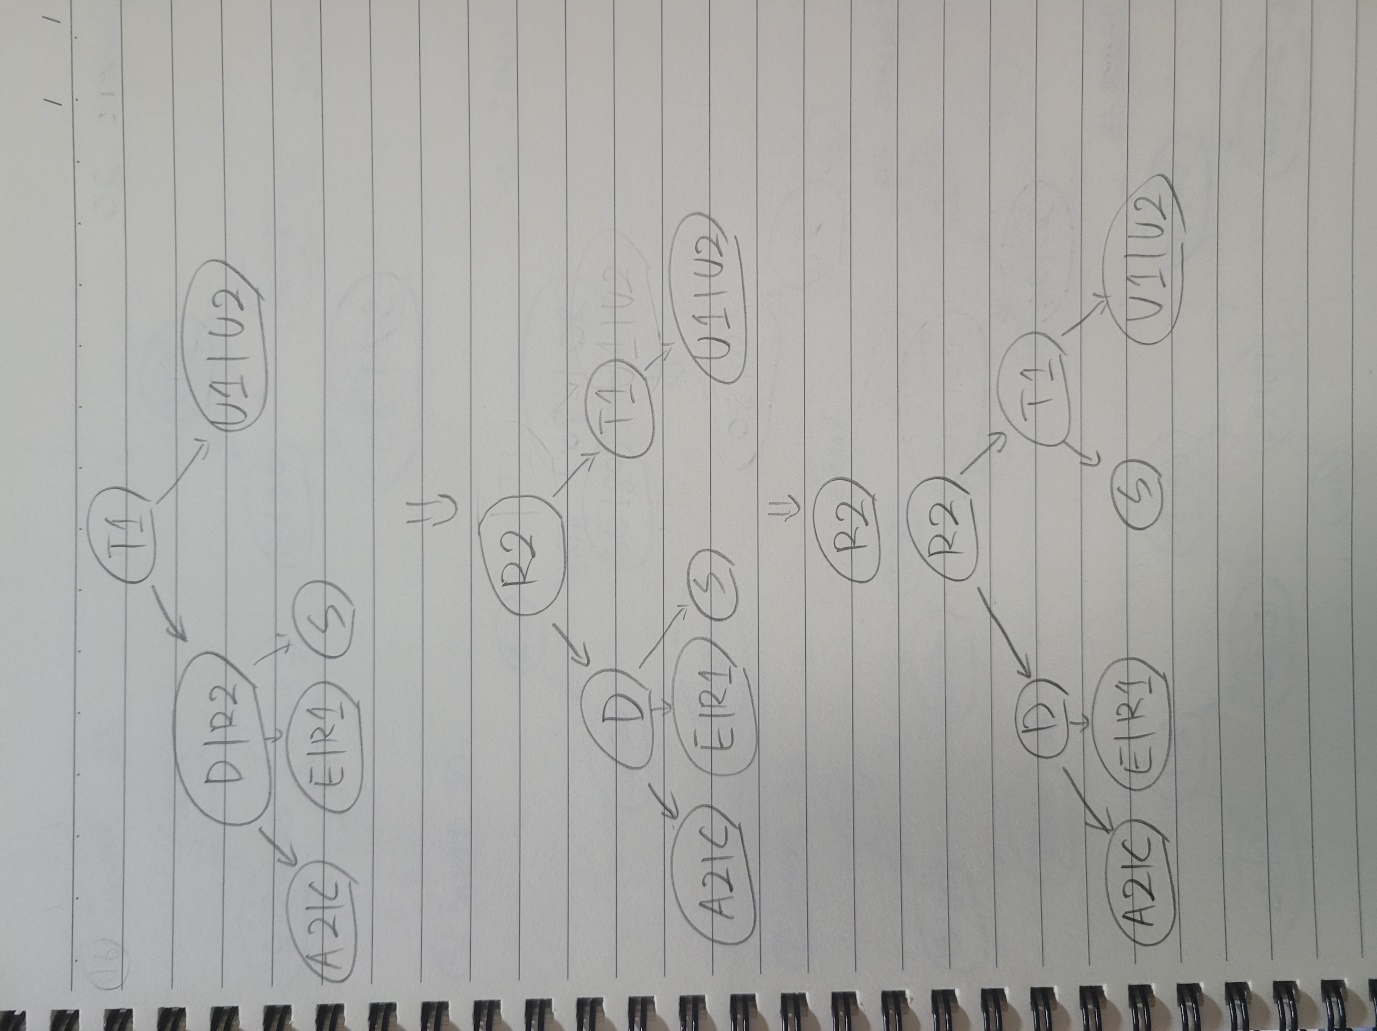 T1
D|R2 U1|U2
A2|C E|R1 S
⇓
R2
D T1
A2|C E|R1 S U1|U2
⇓
R2
R2
D T1
A2|C E|R1 S U1|U2